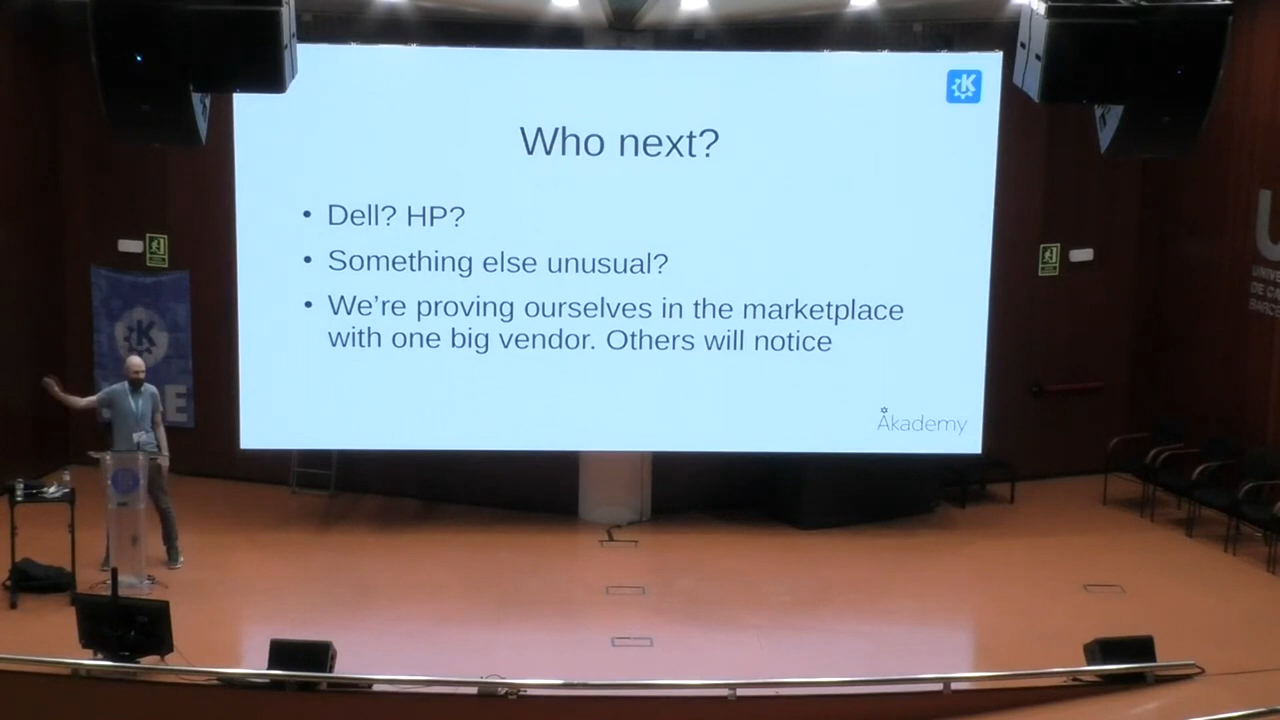 Who next?
• Dell? HP?
• Something else unusual?
• We're proving ourselves in the marketplace
with one big vendor. Others will notice
Akademy
K
K
E